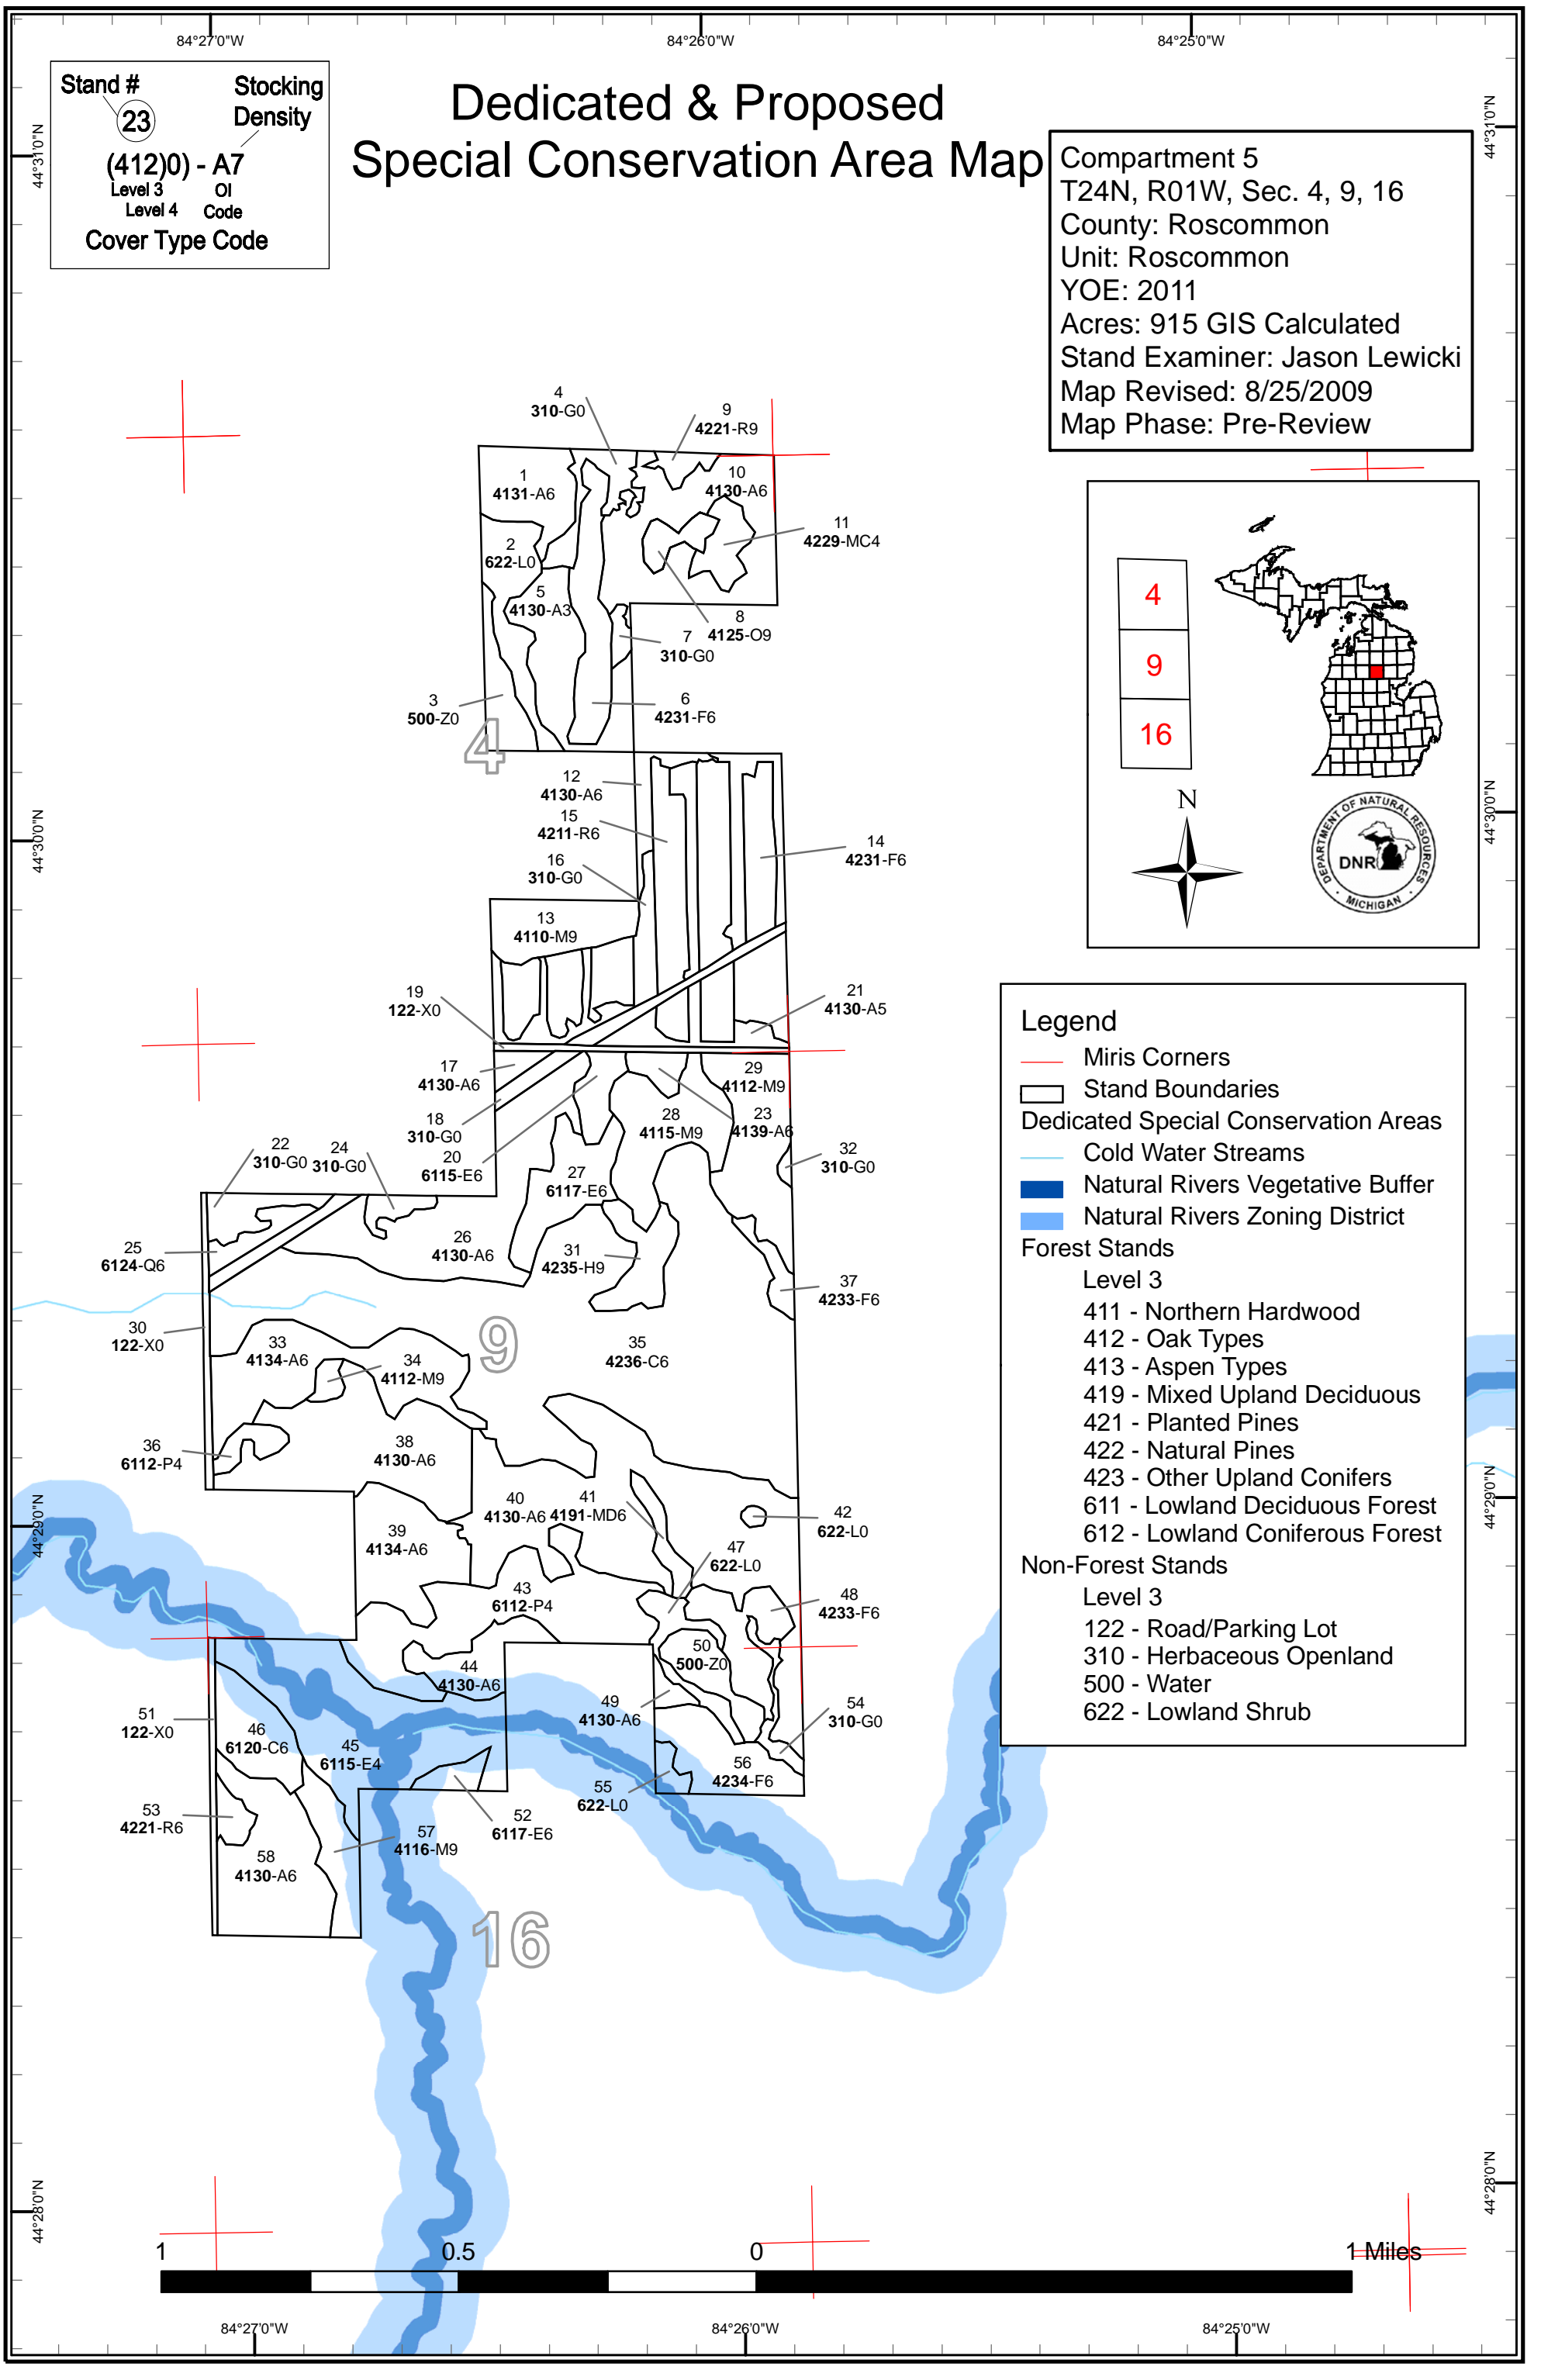 84°27'0"W
84°26'0"W
84°25'0"W
Stand #
Stocking
Density
23
(412)0) - A7
Level 3
OI
Level 4
Code
Cover Type Code
Dedicated & Proposed
Special Conservation Area Map
Compartment 5
T24N, R01W, Sec. 4, 9, 16
County: Roscommon
Unit: Roscommon
YOE: 2011
Acres: 915 GIS Calculated
Stand Examiner: Jason Lewicki
Map Revised: 8/25/2009
Map Phase: Pre-Review
44°31'0"N
44°31'0"N
4
310-G0
9
4221-R9
1
4131-A6
10
4130-A6
11
4229-MC4
2
622-L0
5
4130-A3
8
4125-O9
7
310-G0
3
500-Z0
6
4231-F6
4
12
4130-A6
15
4211-R6
16
310-G0
14
4231-F6
13
4110-M9
19
122-X0
21
4130-A5
17
4130-A6
29
4112-M9
18
310-G0
28
4115-M9
23
4139-A6
20
6115-E6
22
310-G0
24
310-G0
32
310-G0
27
6117-E6
25
6124-Q6
26
4130-A6
31
4235-H9
37
4233-F6
30
122-X0
9
33
4134-A6
34
4112-M9
35
4236-C6
36
6112-P4
38
4130-A6
40
4130-A6
41
4191-MD6
42
622-L0
39
4134-A6
47
622-L0
43
6112-P4
48
4233-F6
50
500-Z0
44
4130-A6
49
4130-A6
54
310-G0
51
122-X0
46
6120-C6
45
6115-E4
56
4234-F6
55
622-L0
53
4221-R6
52
6117-E6
57
4116-M9
58
4130-A6
16
4
9
16
N
DEPARTMENT OF NATURAL RESOURCES
DNR
MICHIGAN
44°30'0"N
44°30'0"N
Legend
Miris Corners
Stand Boundaries
Dedicated Special Conservation Areas
Cold Water Streams
Natural Rivers Vegetative Buffer
Natural Rivers Zoning District
Forest Stands
Level 3
411 - Northern Hardwood
412 - Oak Types
413 - Aspen Types
419 - Mixed Upland Deciduous
421 - Planted Pines
422 - Natural Pines
423 - Other Upland Conifers
611 - Lowland Deciduous Forest
612 - Lowland Coniferous Forest
Non-Forest Stands
Level 3
122 - Road/Parking Lot
310 - Herbaceous Openland
500 - Water
622 - Lowland Shrub
44°29'0"N
44°29'0"N
44°28'0"N
44°28'0"N
1
0.5
0
1 Miles
84°27'0"W
84°26'0"W
84°25'0"W